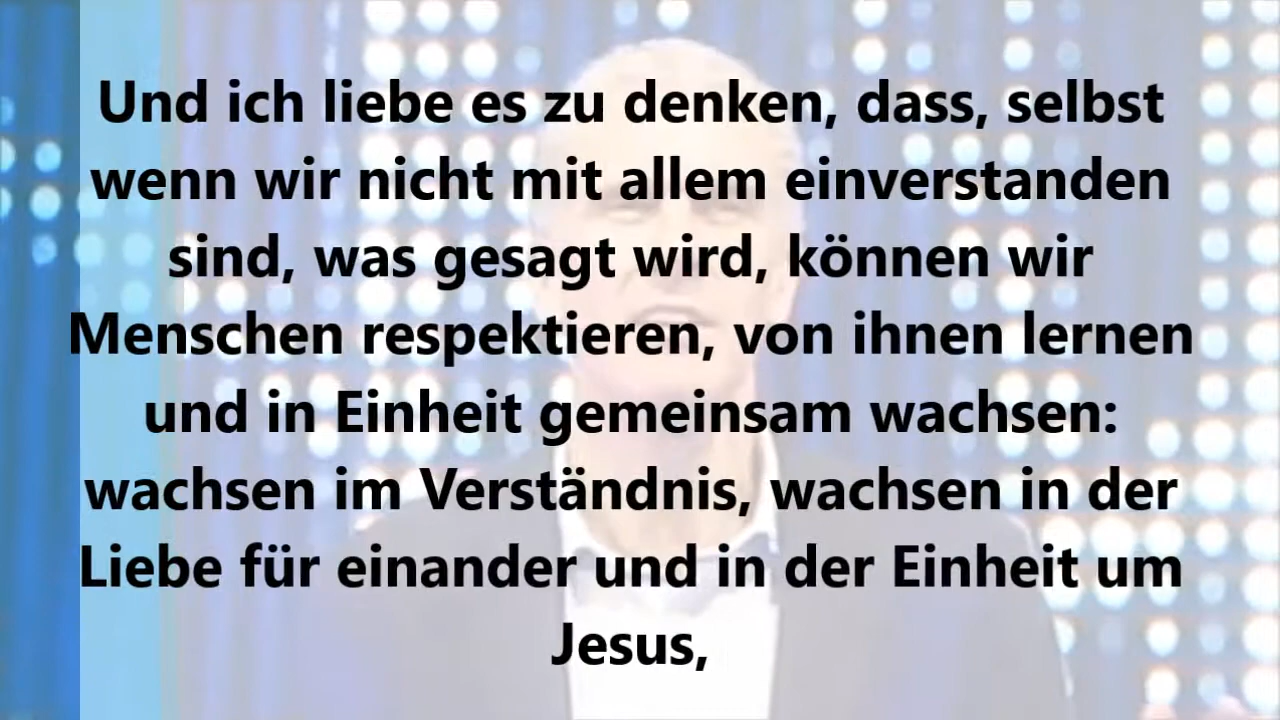 Und ich liebe es zu denken, dass, selbst
wenn wir nicht mit allem einverstanden
sind, was gesagt wird, können wir
Menschen respektieren, von ihnen lernen
und in Einheit gemeinsam wachsen:
wachsen im Verständnis, wachsen in der
Liebe für einander und in der Einheit um
Jesus,